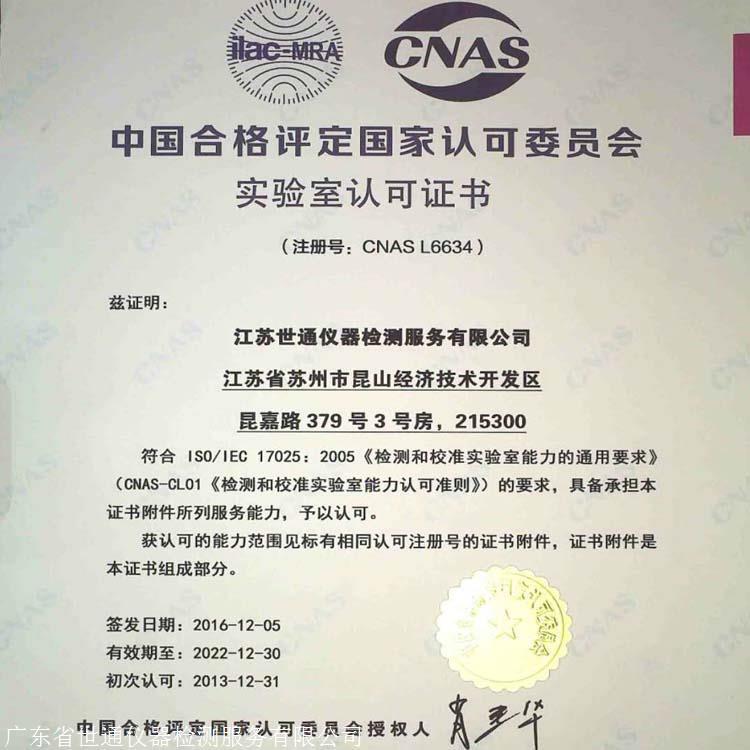 ilac-MRA
CNAS
中国合格评定国家认可委员会
实验室认可证书
（注册号：CNAS L6634）
兹证明：
江苏世通仪器检测服务有限公司
江苏省苏州市昆山经济技术开发区
昆嘉路 379 号 3 号房，215300
符合 ISO/IEC 17025：2005《检测和校准实验室能力的通用要求》
（CNAS-CL01《检测和校准实验室能力认可准则》）的要求，具备承担本
证书附件所列服务能力，予以认可。
获认可的能力范围见标有相同认可注册号的证书附件，证书附件是
本证书组成部分。
签发日期：2016-12-05
有效期至：2022-12-30
初次认可：2013-12-31
中国合格评定国家认可委员会授权人
广东省世通仪器检测服务有限公司